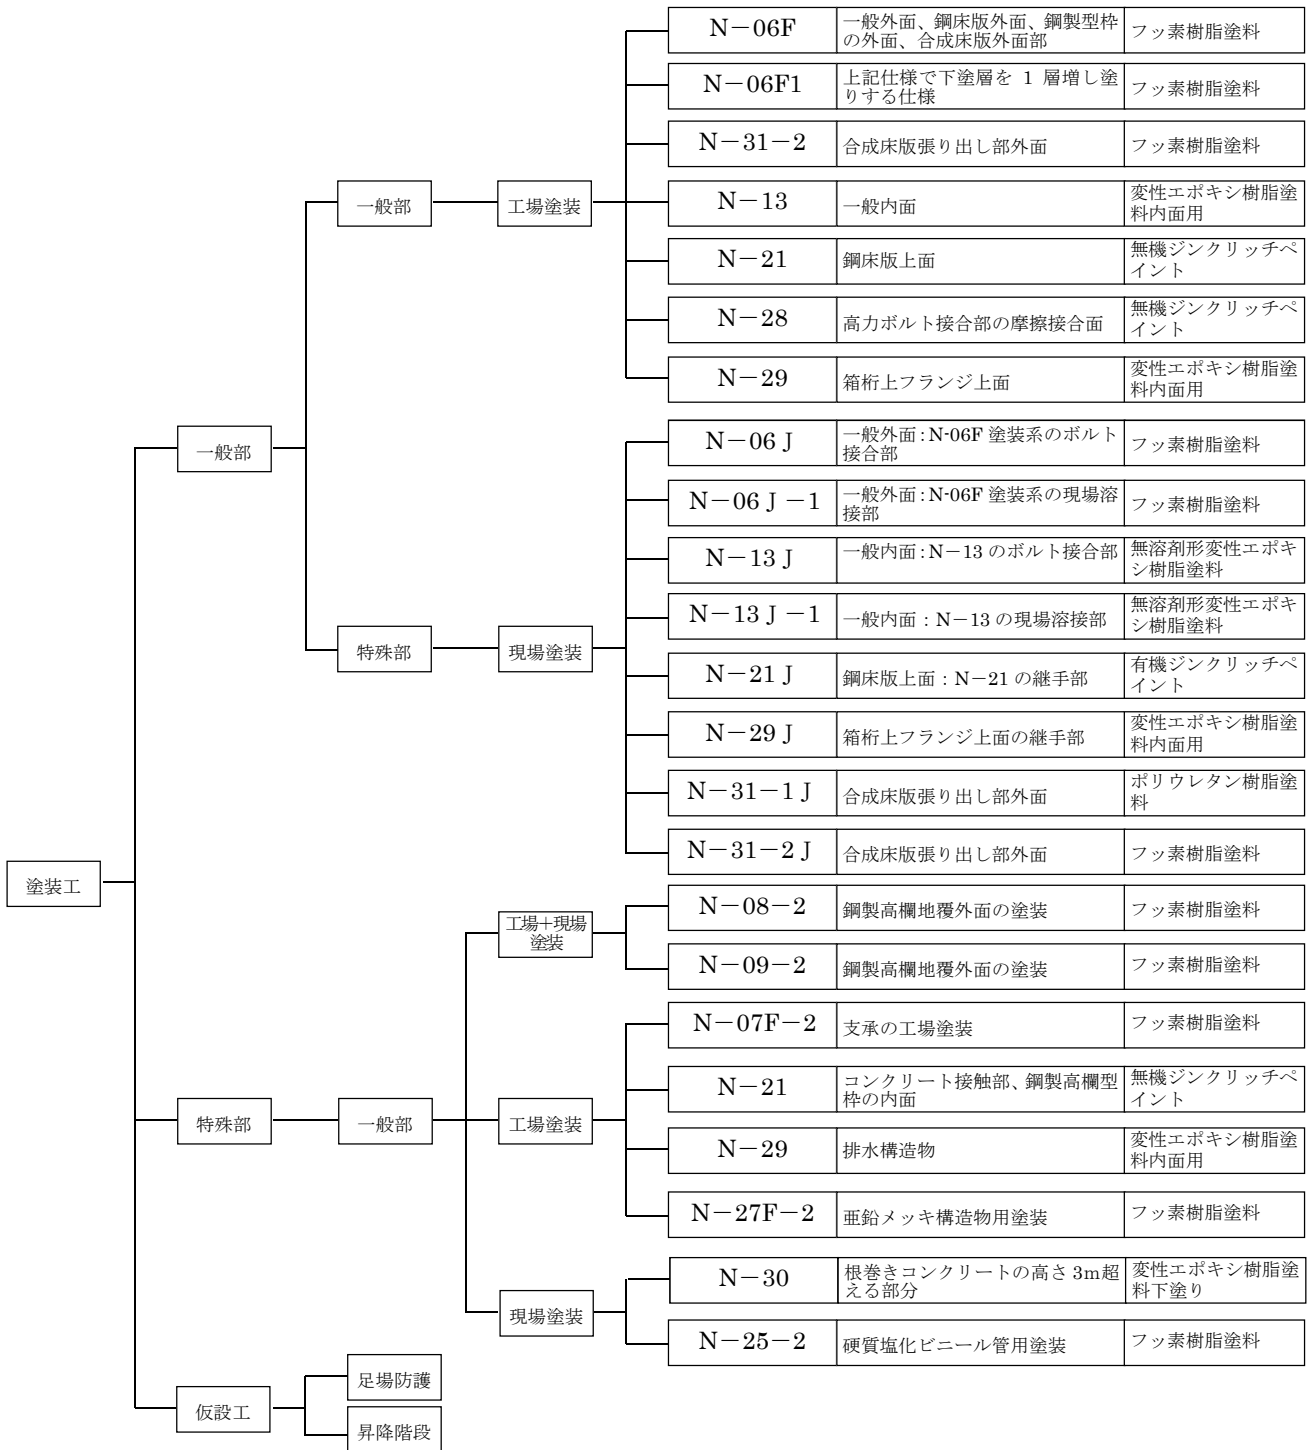 N－06F
一般外面、鋼床版外面、鋼製型枠
の外面、合成床版外面部
フッ素樹脂塗料
N－06F1
上記仕様で下塗層を 1 層増し塗
りする仕様
フッ素樹脂塗料
N－31－2
合成床版張り出し部外面
フッ素樹脂塗料
一般部
工場塗装
N－13
一般内面
変性エポキシ樹脂塗
料内面用
N－21
鋼床版上面
無機ジンクリッチペ
イント
N－28
高力ボルト接合部の摩擦接合面
無機ジンクリッチペ
イント
N－29
箱桁上フランジ上面
変性エポキシ樹脂塗
料内面用
一般部
N－06Ｊ
一般外面：N-06F 塗装系のボルト
接合部
フッ素樹脂塗料
N－06Ｊ－1
一般外面：N-06F 塗装系の現場溶
接部
フッ素樹脂塗料
N－13Ｊ
一般内面：N－13 のボルト接合部
無溶剤形変性エポキ
シ樹脂塗料
N－13Ｊ－1
一般内面：N－13 の現場溶接部
無溶剤形変性エポキ
シ樹脂塗料
特殊部
現場塗装
N－21Ｊ
鋼床版上面：N－21 の継手部
有機ジンクリッチペ
イント
N－29Ｊ
箱桁上フランジ上面の継手部
変性エポキシ樹脂塗
料内面用
N－31－1Ｊ
合成床版張り出し部外面
ポリウレタン樹脂塗
料
N－31－2Ｊ
合成床版張り出し部外面
フッ素樹脂塗料
塗装工
工場＋現場
塗装
N－08－2
鋼製高欄地覆外面の塗装
フッ素樹脂塗料
N－09－2
鋼製高欄地覆外面の塗装
フッ素樹脂塗料
N－07F－2
支承の工場塗装
フッ素樹脂塗料
N－21
コンクリート接触部、鋼製高欄型
枠の内面
無機ジンクリッチペ
イント
特殊部
一般部
工場塗装
N－29
排水構造物
変性エポキシ樹脂塗
料内面用
N－27F－2
亜鉛メッキ構造物用塗装
フッ素樹脂塗料
N－30
根巻きコンクリートの高さ 3ｍ超
える部分
変性エポキシ樹脂塗
料下塗り
現場塗装
N－25－2
硬質塩化ビニール管用塗装
フッ素樹脂塗料
足場防護
仮設工
昇降階段